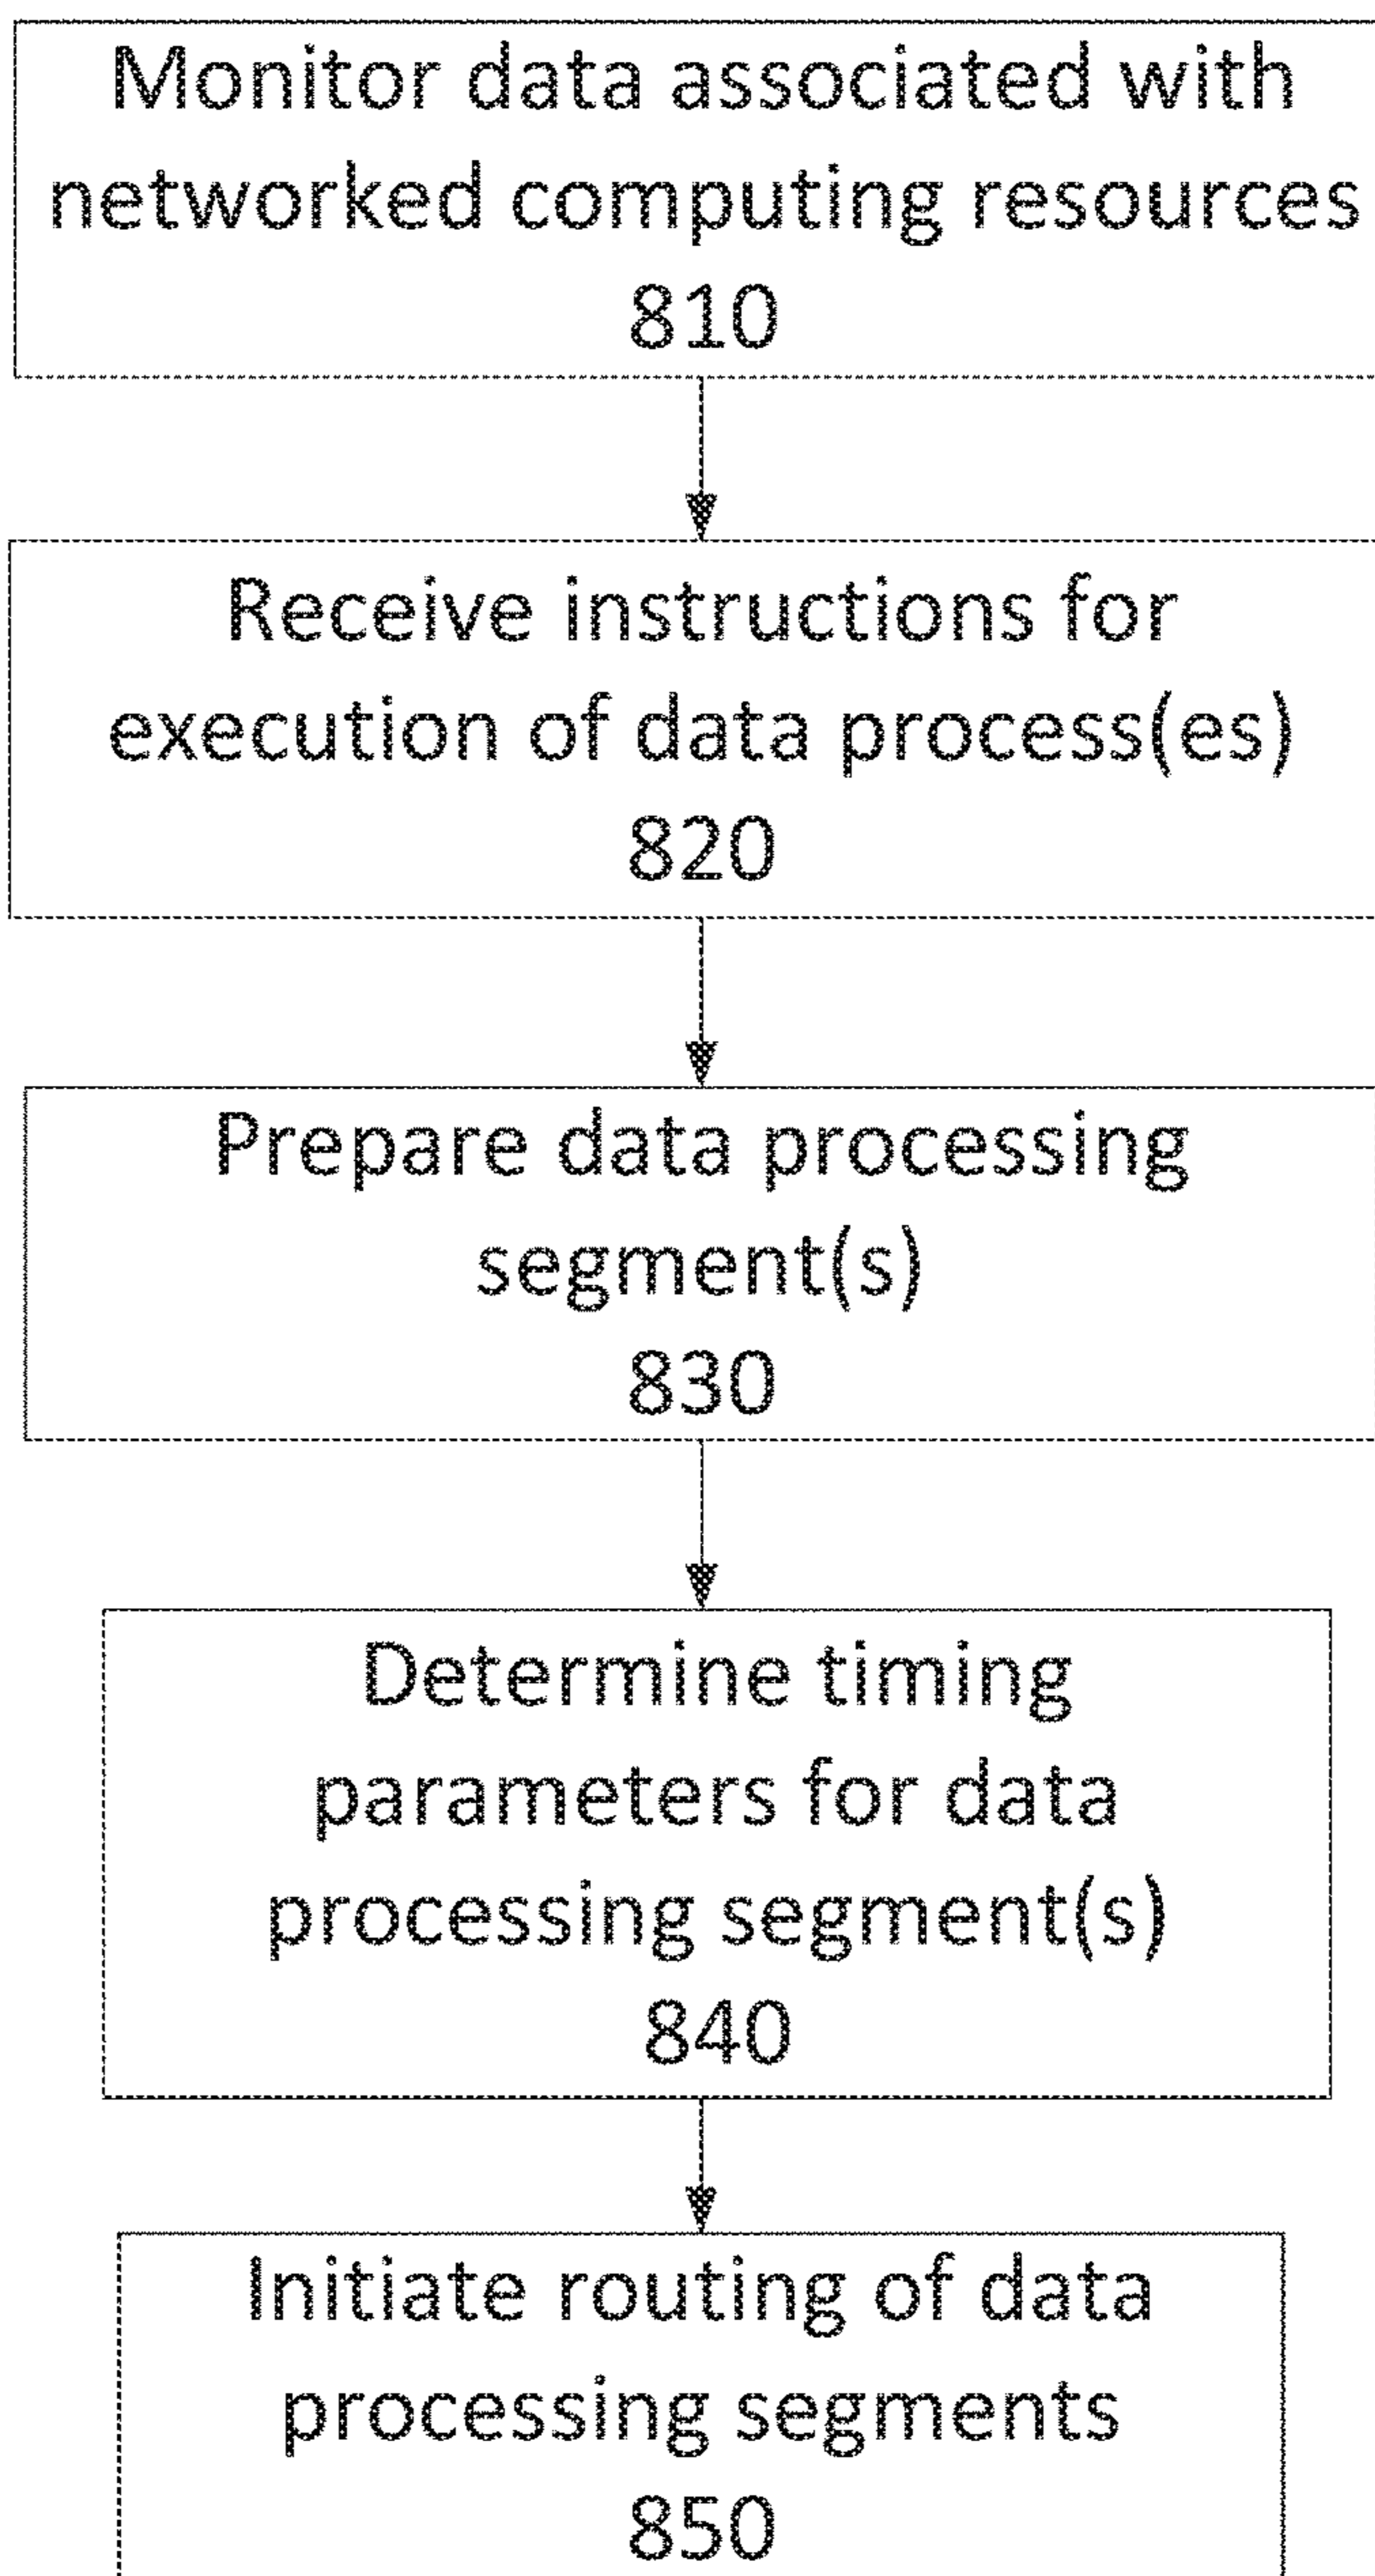 Monitor data associated with
networked computing resources
810
Receive instructions for
execution of data process(es)
820
Prepare data processing
segment(s)
830
Determine timing
parameters for data
processing segment(s)
840
Initiate routing of data
processing segments
850